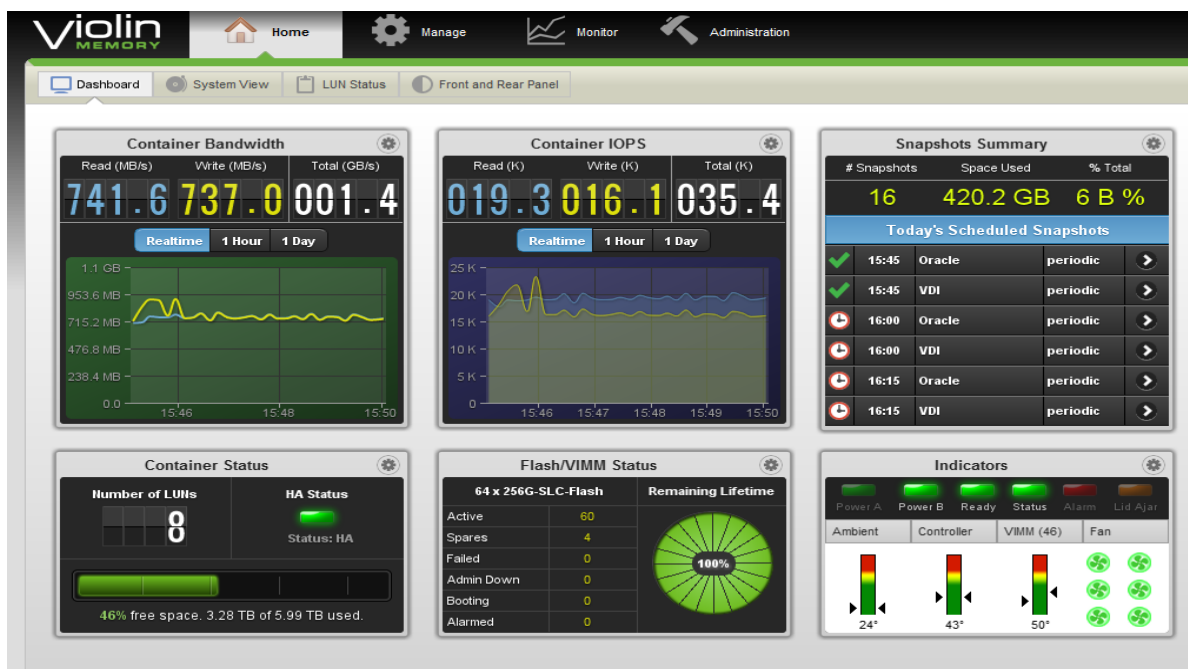 Violin
MEMORY
Home
Manage
Monitor
Administration
Dashboard
System View
LUN Status
Front and Rear Panel
Container Bandwidth
Read (MB/s) Write (MB/s) Total (GB/s)
741.6 737.0 001.4
Realtime 1 Hour 1 Day
1.1 GB
953.6 MB
715.2 MB
476.8 MB
238.4 MB
0.0
15:46 15:48 15:50
Container IOPS
Read (K) Write (K) Total (K)
019.3 016.1 035.4
Realtime 1 Hour 1 Day
25 K
20 K
15 K
10 K
5 K
0
15:46 15:47 15:48 15:49 15:50
Snapshots Summary
# Snapshots Space Used % Total
16 420.2 GB 6 B %
Today's Scheduled Snapshots
15:45 Oracle periodic
15:45 VDI periodic
16:00 Oracle periodic
16:00 VDI periodic
16:15 Oracle periodic
16:15 VDI periodic
Container Status
Number of LUNs HA Status
8
Status: HA
46% free space. 3.28 TB of 5.99 TB used.
Flash/VIMM Status
64 x 256G-SLC-Flash Remaining Lifetime
Active 60
Spares 4
Failed 0
Admin Down 0
Booting 0
Alarmed 0
100%
Indicators
Power A Power B Ready Status Alarm Lid Ajar
Ambient Controller VIMM (46) Fan
24° 43° 50°